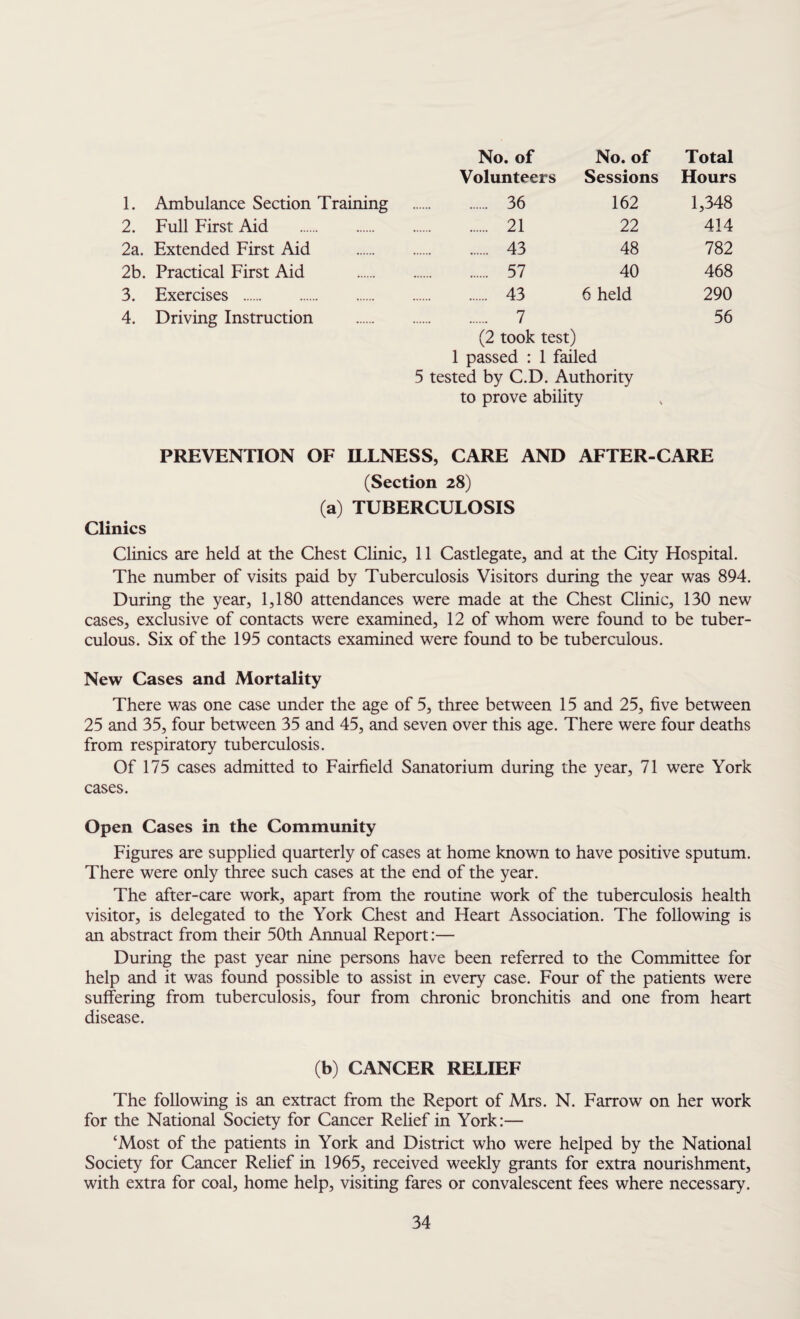 No. of No. of Total
Volunteers Sessions Hours
1. Ambulance Section Training ...... ...... 36 162 1,348
2. Full First Aid ...... ...... ...... ...... 21 22 414
2a. Extended First Aid ...... ...... ...... 43 48 782
2b. Practical First Aid ...... ...... ...... 57 40 468
3. Exercises ...... ...... ...... ...... ...... 43 6 held 290
4. Driving Instruction ...... ...... ...... 7 56
(2 took test)
1 passed : 1 failed
5 tested by C.D. Authority
to prove ability
PREVENTION OF ILLNESS, CARE AND AFTER-CARE
(Section 28)
(a) TUBERCULOSIS
Clinics
Clinics are held at the Chest Clinic, 11 Castlegate, and at the City Hospital.
The number of visits paid by Tuberculosis Visitors during the year was 894.
During the year, 1,180 attendances were made at the Chest Clinic, 130 new
cases, exclusive of contacts were examined, 12 of whom were found to be tuber-
culous. Six of the 195 contacts examined were found to be tuberculous.
New Cases and Mortality
There was one case under the age of 5, three between 15 and 25, five between
25 and 35, four between 35 and 45, and seven over this age. There were four deaths
from respiratory tuberculosis.
Of 175 cases admitted to Fairfield Sanatorium during the year, 71 were York
cases.
Open Cases in the Community
Figures are supplied quarterly of cases at home known to have positive sputum.
There were only three such cases at the end of the year.
The after-care work, apart from the routine work of the tuberculosis health
visitor, is delegated to the York Chest and Heart Association. The following is
an abstract from their 50th Annual Report:—
During the past year nine persons have been referred to the Committee for
help and it was found possible to assist in every case. Four of the patients were
suffering from tuberculosis, four from chronic bronchitis and one from heart
disease.
(b) CANCER RELIEF
The following is an extract from the Report of Mrs. N. Farrow on her work
for the National Society for Cancer Relief in York:—
‘Most of the patients in York and District who were helped by the National
Society for Cancer Relief in 1965, received weekly grants for extra nourishment,
with extra for coal, home help, visiting fares or convalescent fees where necessary.
34